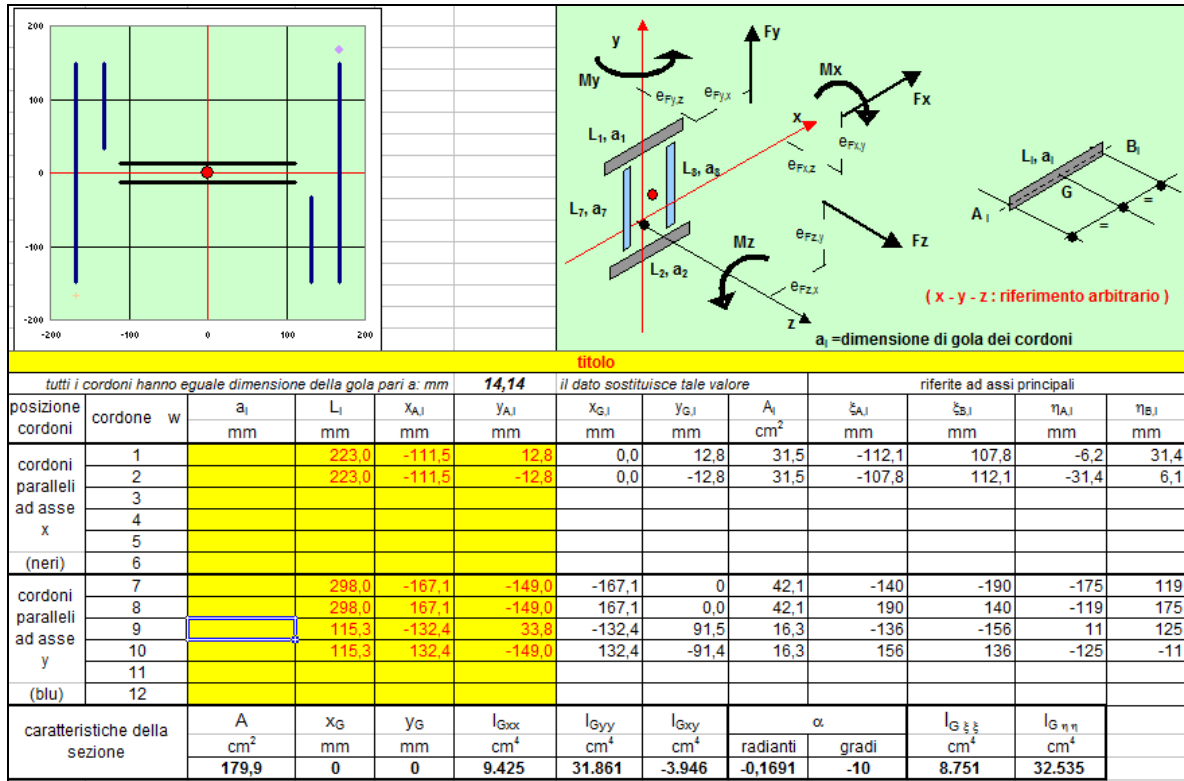 200
100
0
-100
-200
-200 -100 0 100 200
y
Fy
My
Mx
eFy,z eFy,x
Fx
x
L1, a1
eFx,y
eFx,z
L8, a8
L7, a7
Li, ai
Bi
G
Ai
=
=
eFz,y
Fz
Mz
L2, a2
eFz,x
z
( x - y - z : riferimento arbitrario )
ai =dimensione di gola dei cordoni
titolo
tutti i cordoni hanno eguale dimensione della gola pari a: mm 14,14 il dato sostituisce tale valore riferite ad assi principali
posizione cordoni cordone w aI LI xA,I yA,I xG,I yG,I AI ξA,I ξB,I ηA,I ηB,I
mm mm mm mm mm mm cm² mm mm mm mm
cordoni paralleli ad asse x (neri)
1 223,0 -111,5 12,8 0,0 12,8 31,5 -112,1 107,8 -6,2 31,4
2 223,0 -111,5 -12,8 0,0 -12,8 31,5 -107,8 112,1 -31,4 6,1
3
4
5
6
cordoni paralleli ad asse y (blu)
7 298,0 -167,1 -149,0 -167,1 0 42,1 -140 -190 -175 119
8 298,0 167,1 -149,0 167,1 0,0 42,1 190 140 -119 175
9 115,3 -132,4 33,8 -132,4 91,5 16,3 -136 -156 11 125
10 115,3 132,4 -149,0 132,4 -91,4 16,3 156 136 -125 -11
11
12
caratteristiche della sezione A xG yG IGxx IGyy IGxy α IG ξ ξ IG η η
cm² mm mm cm⁴ cm⁴ cm⁴ radianti gradi cm⁴ cm⁴
179,9 0 0 9.425 31.861 -3.946 -0,1691 -10 8.751 32.535